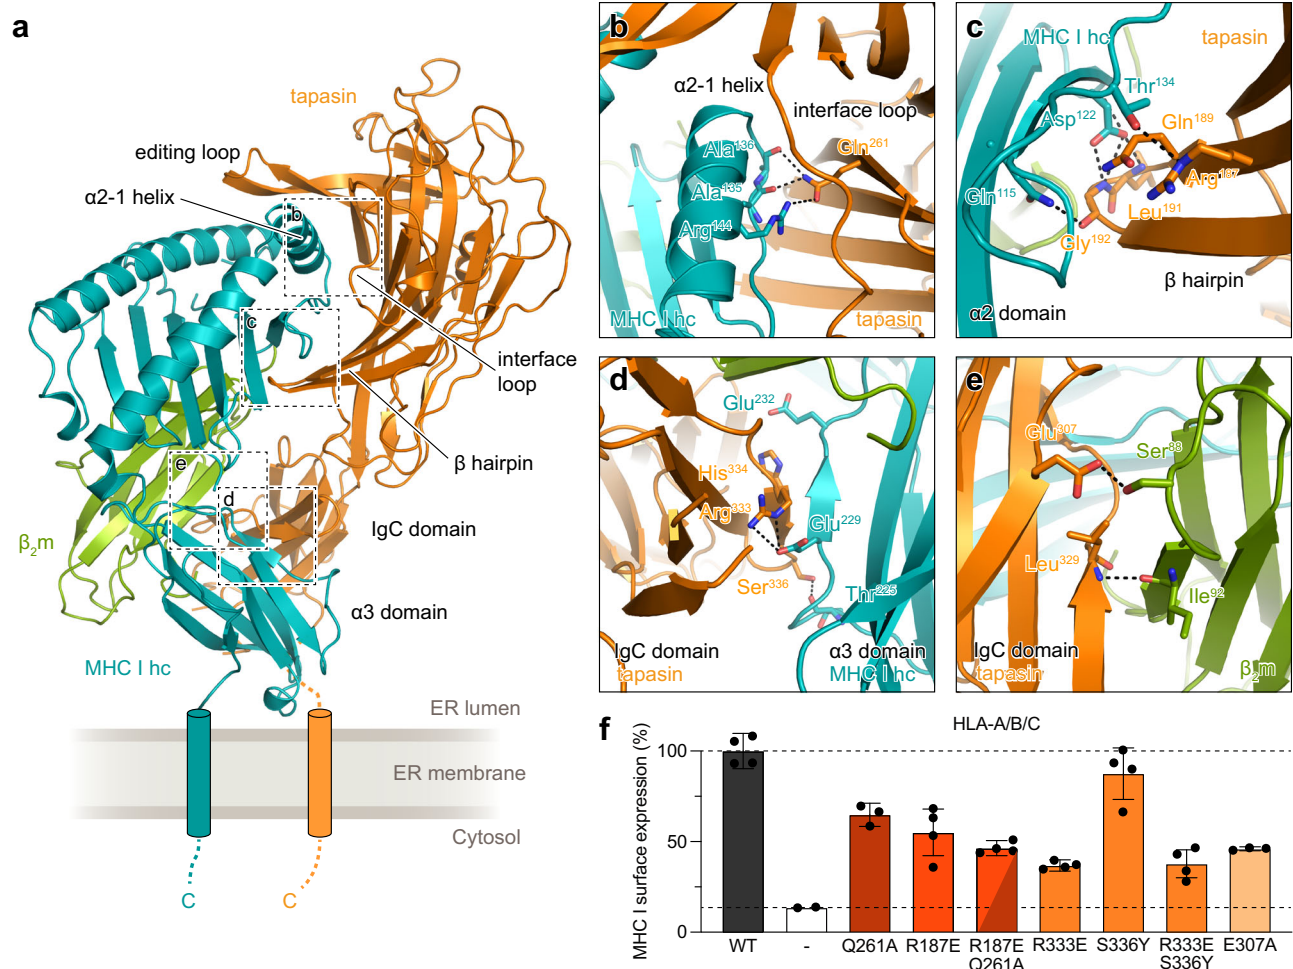 a
tapasin
editing loop
α2-1 helix
b
c
interface
loop
β hairpin
e
d
IgC domain
β2m
α3 domain
MHC I hc
ER lumen
ER membrane
Cytosol
C
C
b
α2-1 helix
interface loop
Ala136
Gln261
Ala135
Arg144
MHC I hc
tapasin
c
MHC I hc
tapasin
Thr134
Asp122
Gln189
Arg187
Gln115
Leu191
Gly192
β hairpin
α2 domain
d
Glu232
His334
Arg333
Glu229
Ser336
Thr225
IgC domain
tapasin
α3 domain
MHC I hc
e
Glu307
Ser88
Leu329
Ile92
IgC domain
tapasin
β2m
f
HLA-A/B/C
MHC I surface expression (%)
100
50
0
WT
-
Q261A
R187E
R187E
Q261A
R333E
S336Y
R333E
S336Y
E307A